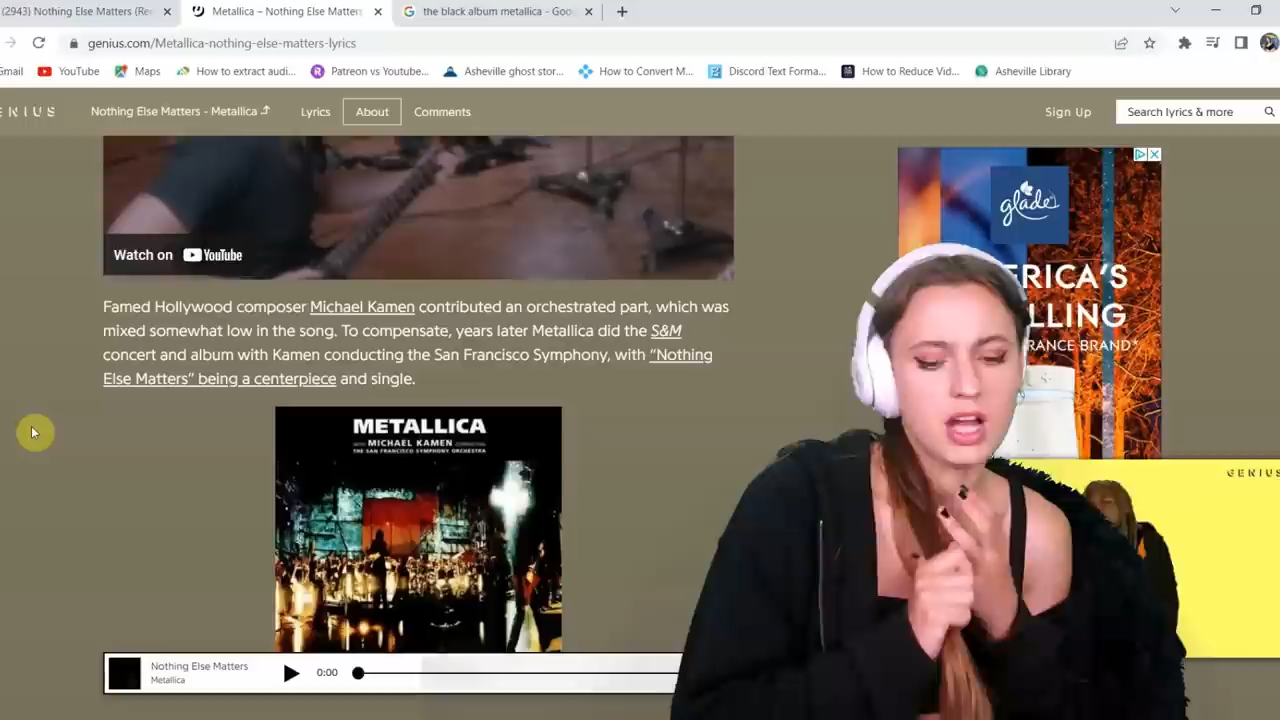 (2943) Nothing Else Matters (Re
Metallica – Nothing Else Matters
the black album metallica - Goo
genius.com/Metallica-nothing-else-matters-lyrics
Gmail
YouTube
Maps
How to extract audi...
Patreon vs Youtube...
Asheville ghost stor...
How to Convert M...
Discord Text Forma...
How to Reduce Vid...
Asheville Library
ENIUS
Nothing Else Matters - Metallica
Lyrics
About
Comments
Sign Up
Search lyrics & more
glade
Watch on YouTube
ERICA'S
LLING
RANCE BRAND*
Famed Hollywood composer Michael Kamen contributed an orchestrated part, which was
mixed somewhat low in the song. To compensate, years later Metallica did the S&M
concert and album with Kamen conducting the San Francisco Symphony, with “Nothing
Else Matters” being a centerpiece and single.
METALLICA
MICHAEL KAMEN
THE SAN FRANCISCO SYMPHONY ORCHESTRA
GENIUS
Nothing Else Matters
Metallica
0:00